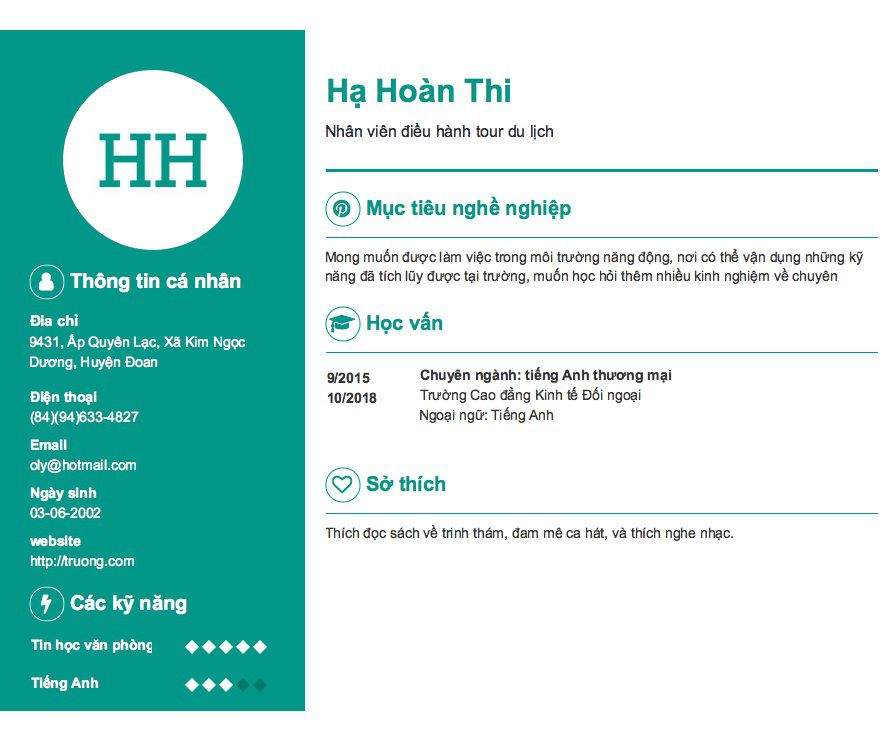 HH
Thông tin cá nhân
Địa chỉ
9431, Ấp Quyên Lạc, Xã Kim Ngọc
Dương, Huyện Đoan
Điện thoại
(84)(94)633-4827
Email
oly@hotmail.com
Ngày sinh
03-06-2002
website
http://truong.com
Các kỹ năng
Tin học văn phòng
Tiếng Anh
Hạ Hoàn Thi
Nhân viên điều hành tour du lịch
Mục tiêu nghề nghiệp
Mong muốn được làm việc trong môi trường năng động, nơi có thể vận dụng những kỹ
năng đã tích lũy được tại trường, muốn học hỏi thêm nhiều kinh nghiệm về chuyên
Học vấn
9/2015 Chuyên ngành: tiếng Anh thương mại
10/2018 Trường Cao đẳng Kinh tế Đối ngoại
Ngoại ngữ: Tiếng Anh
Sở thích
Thích đọc sách về trinh thám, đam mê ca hát, và thích nghe nhạc.